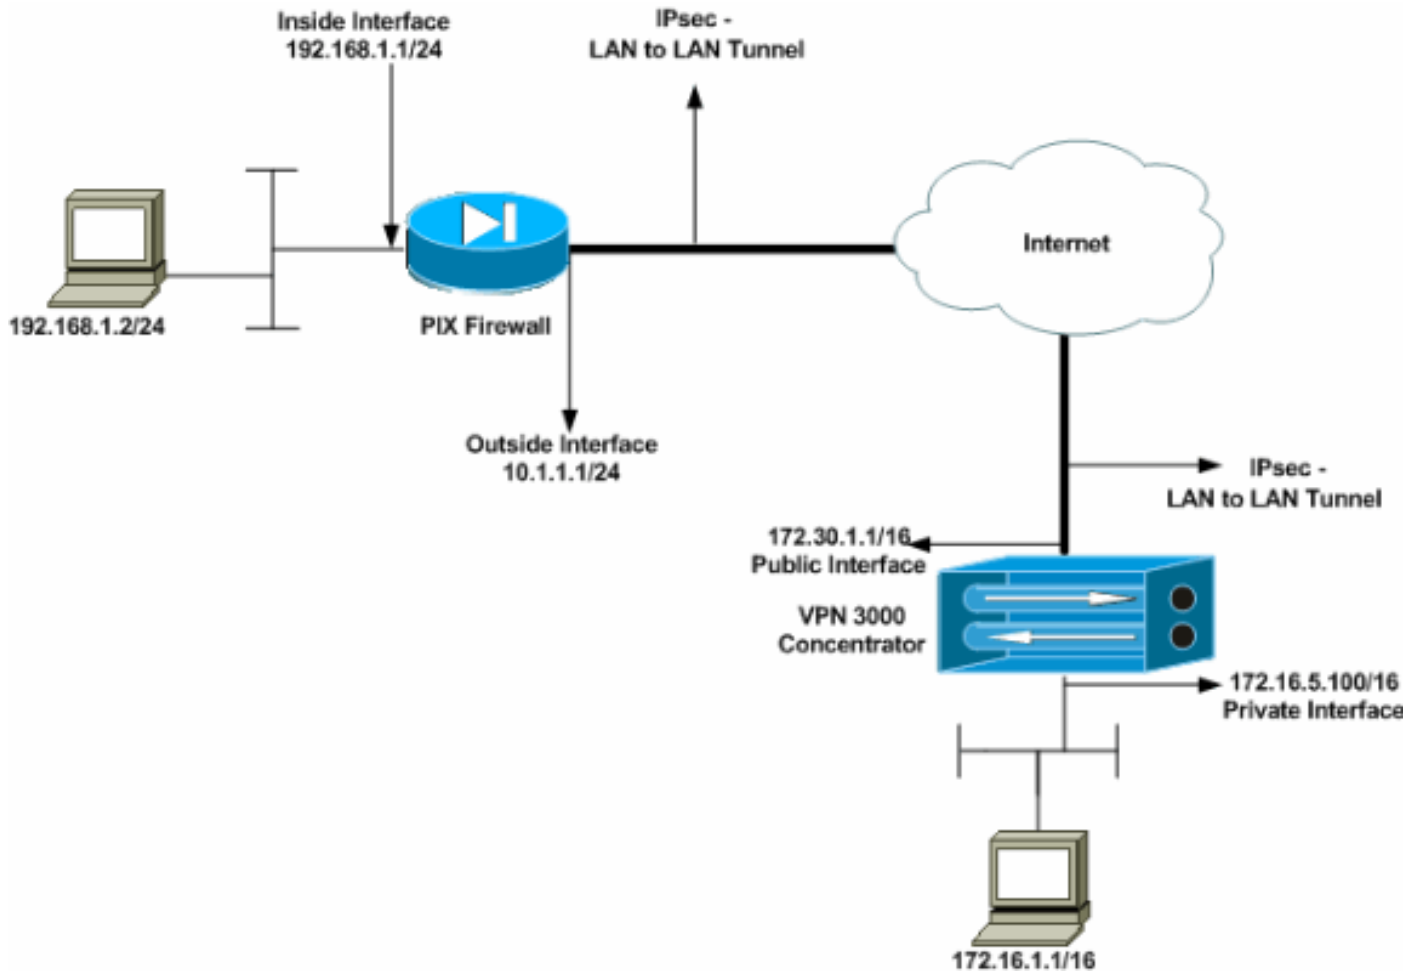 Inside Interface
192.168.1.1/24
IPsec -
LAN to LAN Tunnel
Internet
192.168.1.2/24
PIX Firewall
Outside Interface
10.1.1.1/24
IPsec -
LAN to LAN Tunnel
172.30.1.1/16
Public Interface
VPN 3000
Concentrator
172.16.5.100/16
Private Interface
172.16.1.1/16